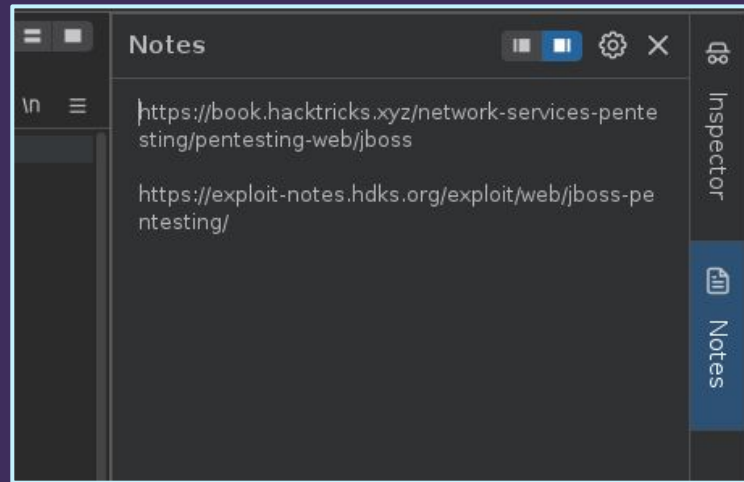 Notes
\n
https://book.hacktricks.xyz/network-services-pente
sting/pentesting-web/jboss
https://exploit-notes.hdks.org/exploit/web/jboss-pe
ntesting/
Inspector
Notes